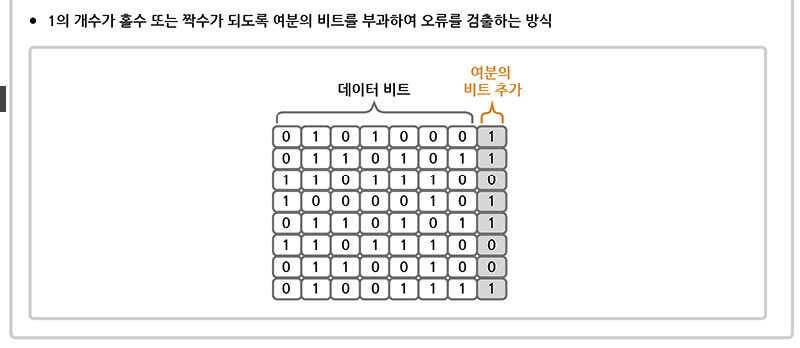 • 1의 개수가 홀수 또는 짝수가 되도록 여분의 비트를 부과하여 오류를 검출하는 방식
여분의
데이터 비트 비트 추가
0 1 0 1 0 0 0 1
0 1 1 0 1 0 1 1
1 1 0 1 1 1 0 0
1 0 0 0 0 1 0 1
0 1 1 0 1 0 1 1
1 1 0 1 1 1 0 0
0 1 1 0 0 1 0 0
0 1 0 0 1 1 1 1